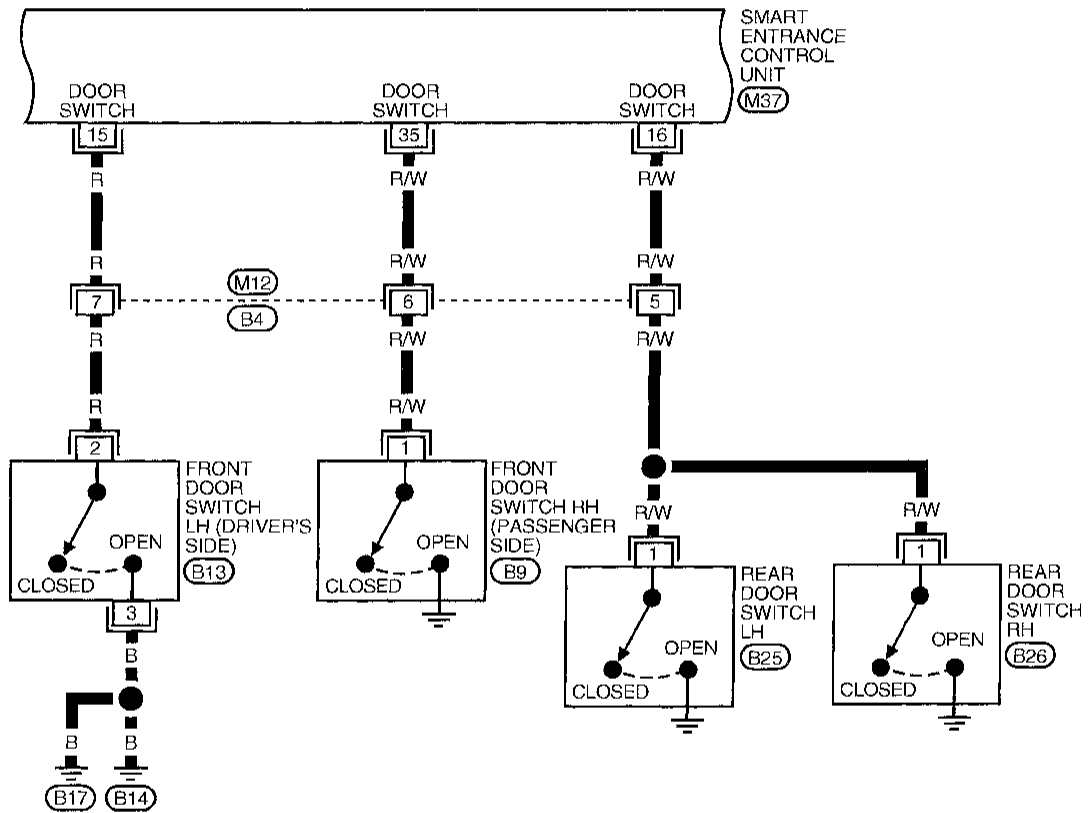 SMART
ENTRANCE
CONTROL
UNIT
M37
DOOR
SWITCH
DOOR
SWITCH
DOOR
SWITCH
15
35
16
R
R/W
R/W
R
R/W
R/W
M12
7
6
5
B4
R
R/W
R/W
R
R/W
2
1
FRONT
DOOR
SWITCH
LH (DRIVER'S
SIDE)
B13
OPEN
CLOSED
FRONT
DOOR
SWITCH RH
(PASSENGER
SIDE)
B9
OPEN
CLOSED
R/W
R/W
1
1
REAR
DOOR
SWITCH
LH
B25
OPEN
CLOSED
REAR
DOOR
SWITCH
RH
B26
OPEN
CLOSED
3
B
B
B
B17
B14